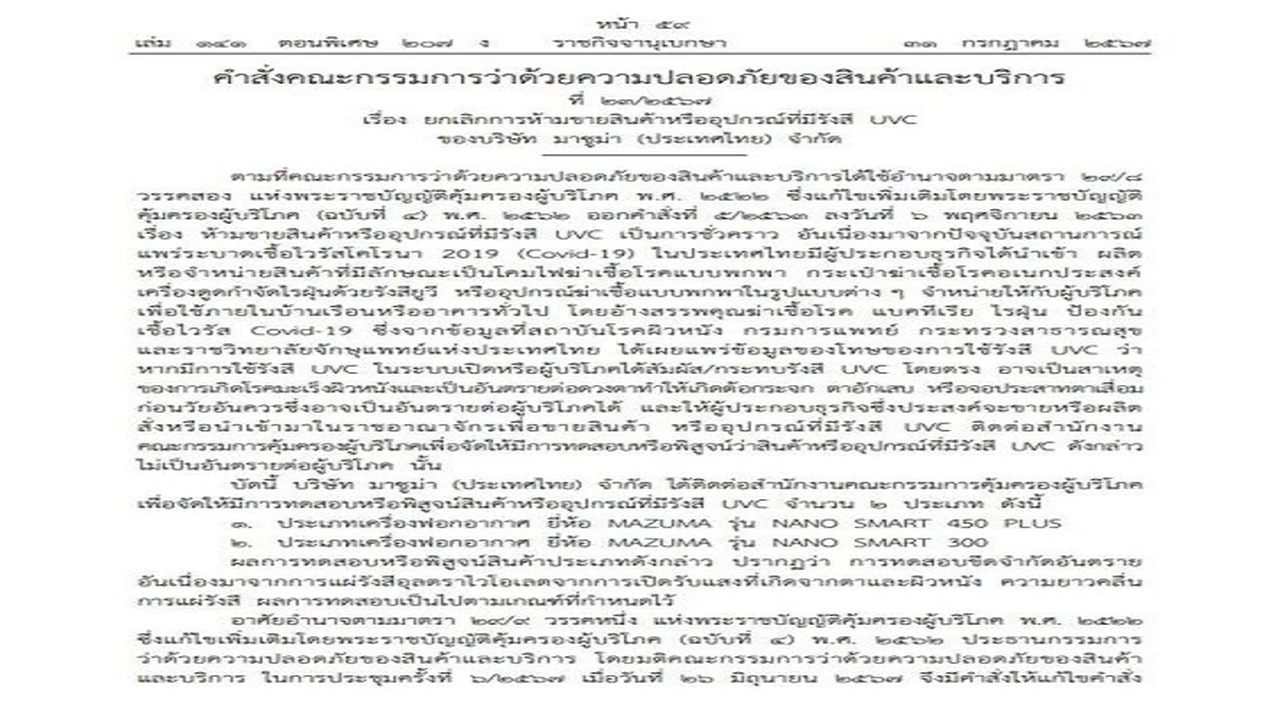 หน้า ๕๙
เล่ม ๑๔๑ ตอนพิเศษ ๒๐๗ ง ราชกิจจานุเบกษา ๓๑ กรกฎาคม ๒๕๖๗
คำสั่งคณะกรรมการว่าด้วยความปลอดภัยของสินค้าและบริการ
ที่ ๒๓/๒๕๖๗
เรื่อง ยกเลิกการห้ามขายสินค้าหรืออุปกรณ์ที่มีรังสี UVC
ของบริษัท มาซูม่า (ประเทศไทย) จำกัด
ตามที่คณะกรรมการว่าด้วยความปลอดภัยของสินค้าและบริการได้ใช้อำนาจตามมาตรา ๒๙/๘
วรรคสอง แห่งพระราชบัญญัติคุ้มครองผู้บริโภค พ.ศ. ๒๕๒๒ ซึ่งแก้ไขเพิ่มเติมโดยพระราชบัญญัติ
คุ้มครองผู้บริโภค (ฉบับที่ ๔) พ.ศ. ๒๕๖๒ ออกคำสั่งที่ ๕/๒๕๖๓ ลงวันที่ ๖ พฤศจิกายน ๒๕๖๓
เรื่อง ห้ามขายสินค้าหรืออุปกรณ์ที่มีรังสี UVC เป็นการชั่วคราว อันเนื่องมาจากปัจจุบันสถานการณ์
แพร่ระบาดเชื้อไวรัสโคโรนา 2019 (Covid-19) ในประเทศไทยมีผู้ประกอบธุรกิจได้นำเข้า ผลิต
หรือจำหน่ายสินค้าที่มีลักษณะเป็นโคมไฟฆ่าเชื้อโรคแบบพกพา กระเป๋าฆ่าเชื้อโรคอเนกประสงค์
เครื่องดูดกำจัดไรฝุ่นด้วยรังสียูวี หรืออุปกรณ์ฆ่าเชื้อแบบพกพาในรูปแบบต่าง ๆ จำหน่ายให้กับผู้บริโภค
เพื่อใช้ภายในบ้านเรือนหรืออาคารทั่วไป โดยอ้างสรรพคุณฆ่าเชื้อโรค แบคทีเรีย ไรฝุ่น ป้องกัน
เชื้อไวรัส Covid-19 ซึ่งจากข้อมูลที่สถาบันโรคผิวหนัง กรมการแพทย์ กระทรวงสาธารณสุข
และราชวิทยาลัยจักษุแพทย์แห่งประเทศไทย ได้เผยแพร่ข้อมูลของโทษของการใช้รังสี UVC ว่า
หากมีการใช้รังสี UVC ในระบบเปิดหรือผู้บริโภคได้สัมผัส/กระทบรังสี UVC โดยตรง อาจเป็นสาเหตุ
ของการเกิดโรคมะเร็งผิวหนังและเป็นอันตรายต่อดวงตาทำให้เกิดต้อกระจก ตาอักเสบ หรือจอประสาทตาเสื่อม
ก่อนวัยอันควรซึ่งอาจเป็นอันตรายต่อผู้บริโภคได้ และให้ผู้ประกอบธุรกิจซึ่งประสงค์จะขายหรือผลิต
สั่งหรือนำเข้ามาในราชอาณาจักรเพื่อขายสินค้า หรืออุปกรณ์ที่มีรังสี UVC ติดต่อสำนักงาน
คณะกรรมการคุ้มครองผู้บริโภคเพื่อจัดให้มีการทดสอบหรือพิสูจน์ว่าสินค้าหรืออุปกรณ์ที่มีรังสี UVC ดังกล่าว
ไม่เป็นอันตรายต่อผู้บริโภค นั้น
บัดนี้ บริษัท มาซูม่า (ประเทศไทย) จำกัด ได้ติดต่อสำนักงานคณะกรรมการคุ้มครองผู้บริโภค
เพื่อจัดให้มีการทดสอบหรือพิสูจน์สินค้าหรืออุปกรณ์ที่มีรังสี UVC จำนวน ๒ ประเภท ดังนี้
๑. ประเภทเครื่องฟอกอากาศ ยี่ห้อ MAZUMA รุ่น NANO SMART 450 PLUS
๒. ประเภทเครื่องฟอกอากาศ ยี่ห้อ MAZUMA รุ่น NANO SMART 300
ผลการทดสอบหรือพิสูจน์สินค้าประเภทดังกล่าว ปรากฏว่า การทดสอบขีดจำกัดอันตราย
อันเนื่องมาจากการแผ่รังสีอุลตราไวโอเลตจากการเปิดรับแสงที่เกิดจากตาและผิวหนัง ความยาวคลื่น
การแผ่รังสี ผลการทดสอบเป็นไปตามเกณฑ์ที่กำหนดไว้
อาศัยอำนาจตามมาตรา ๒๙/๙ วรรคหนึ่ง แห่งพระราชบัญญัติคุ้มครองผู้บริโภค พ.ศ. ๒๕๒๒
ซึ่งแก้ไขเพิ่มเติมโดยพระราชบัญญัติคุ้มครองผู้บริโภค (ฉบับที่ ๔) พ.ศ. ๒๕๖๒ ประธานกรรมการ
ว่าด้วยความปลอดภัยของสินค้าและบริการ โดยมติคณะกรรมการว่าด้วยความปลอดภัยของสินค้า
และบริการ ในการประชุมครั้งที่ ๖/๒๕๖๗ เมื่อวันที่ ๒๖ มิถุนายน ๒๕๖๗ จึงมีคำสั่งให้แก้ไขคำสั่ง